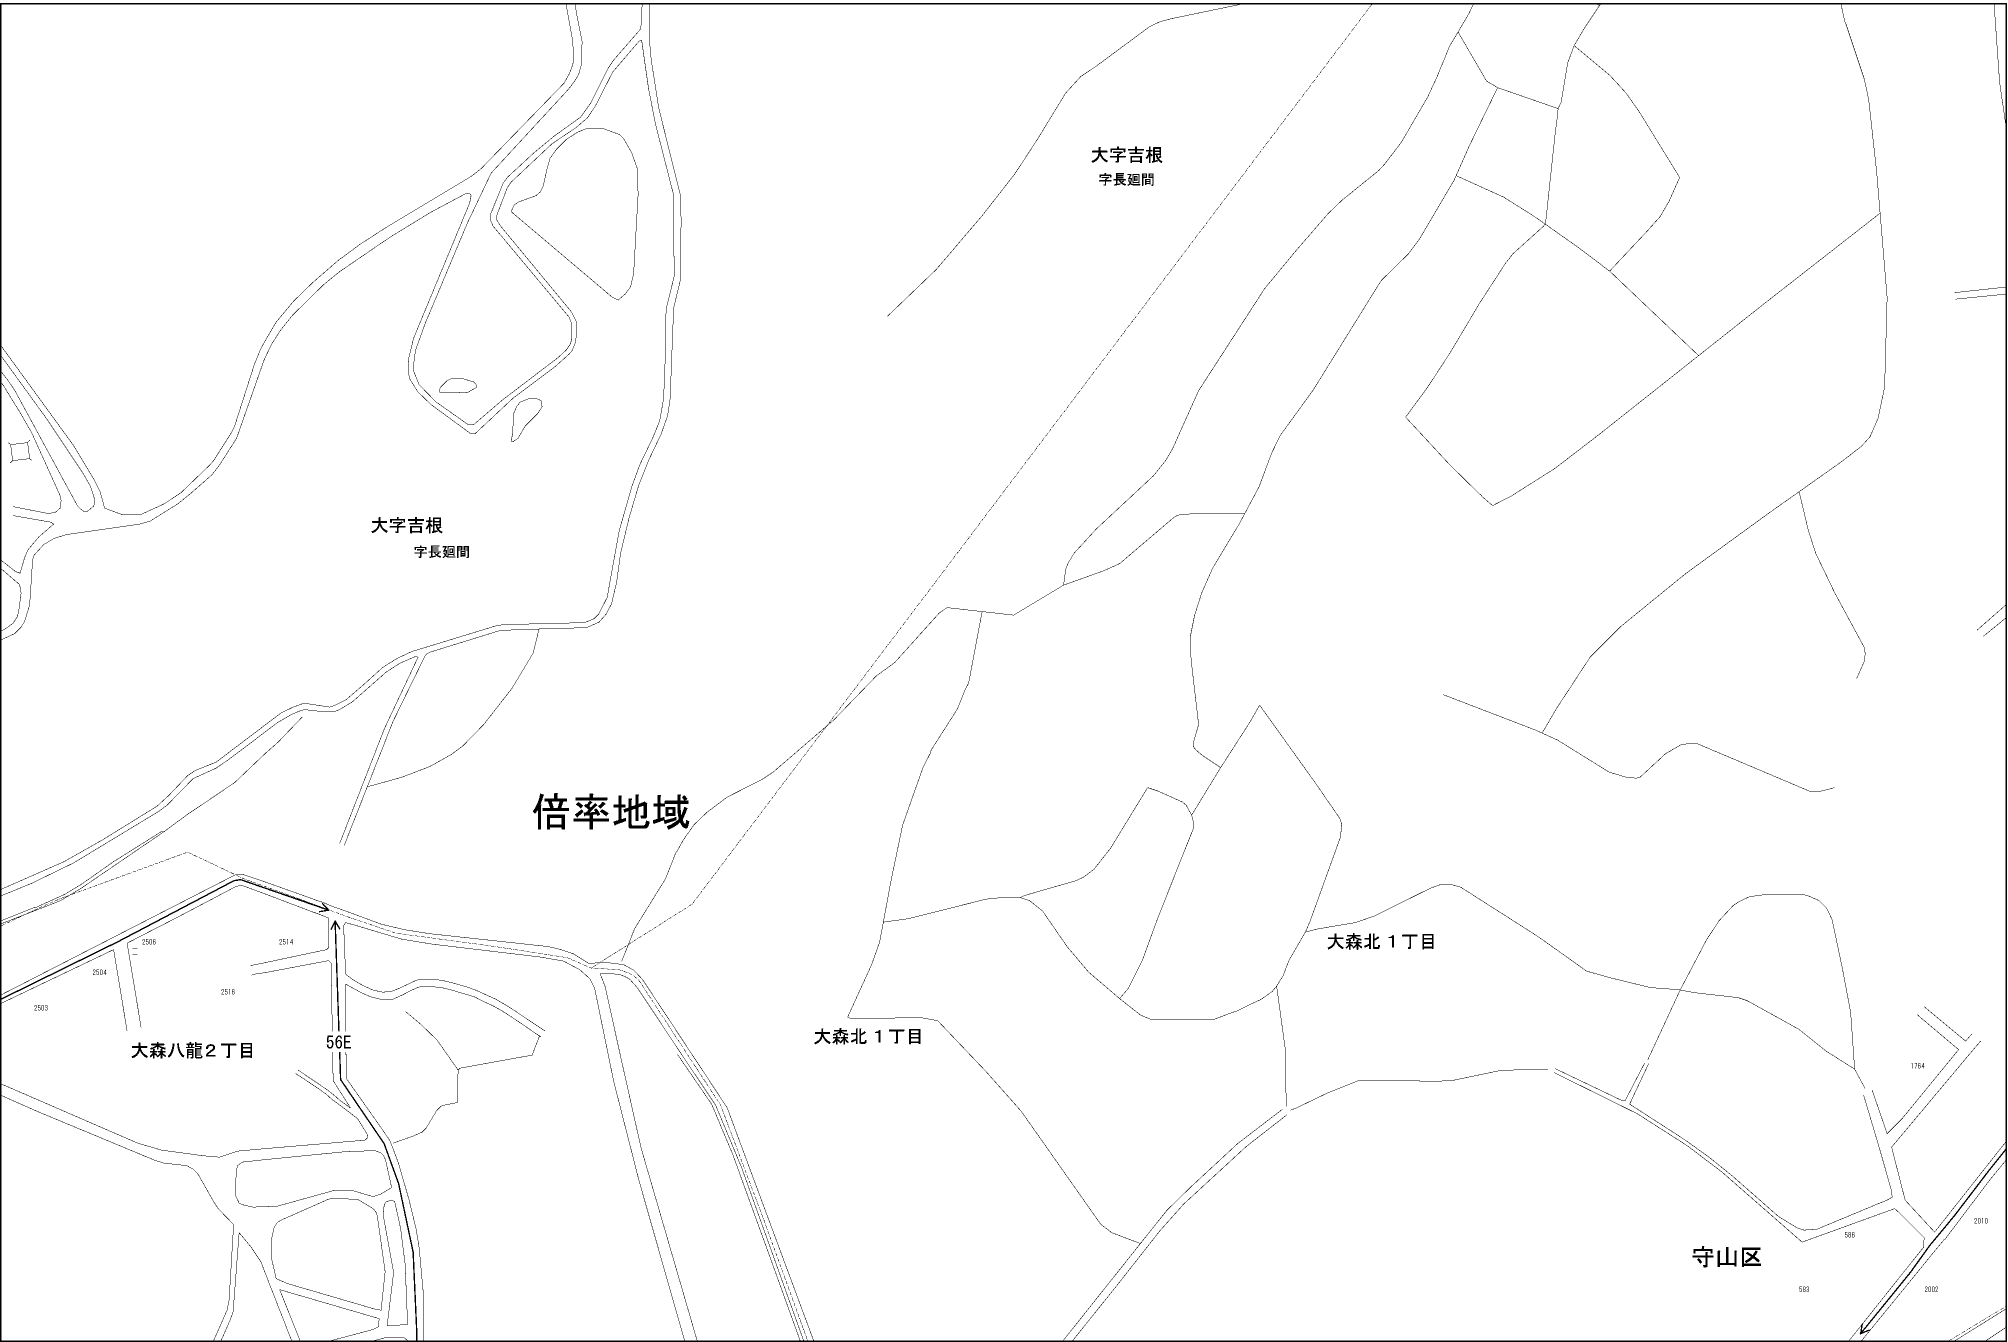 大字吉根
字長廻間
大字吉根
字長廻間
倍率地域
2506
2514
大森北１丁目
2504
2516
2503
大森北１丁目
56E
大森八龍２丁目
1764
2010
586
守山区
583
2002